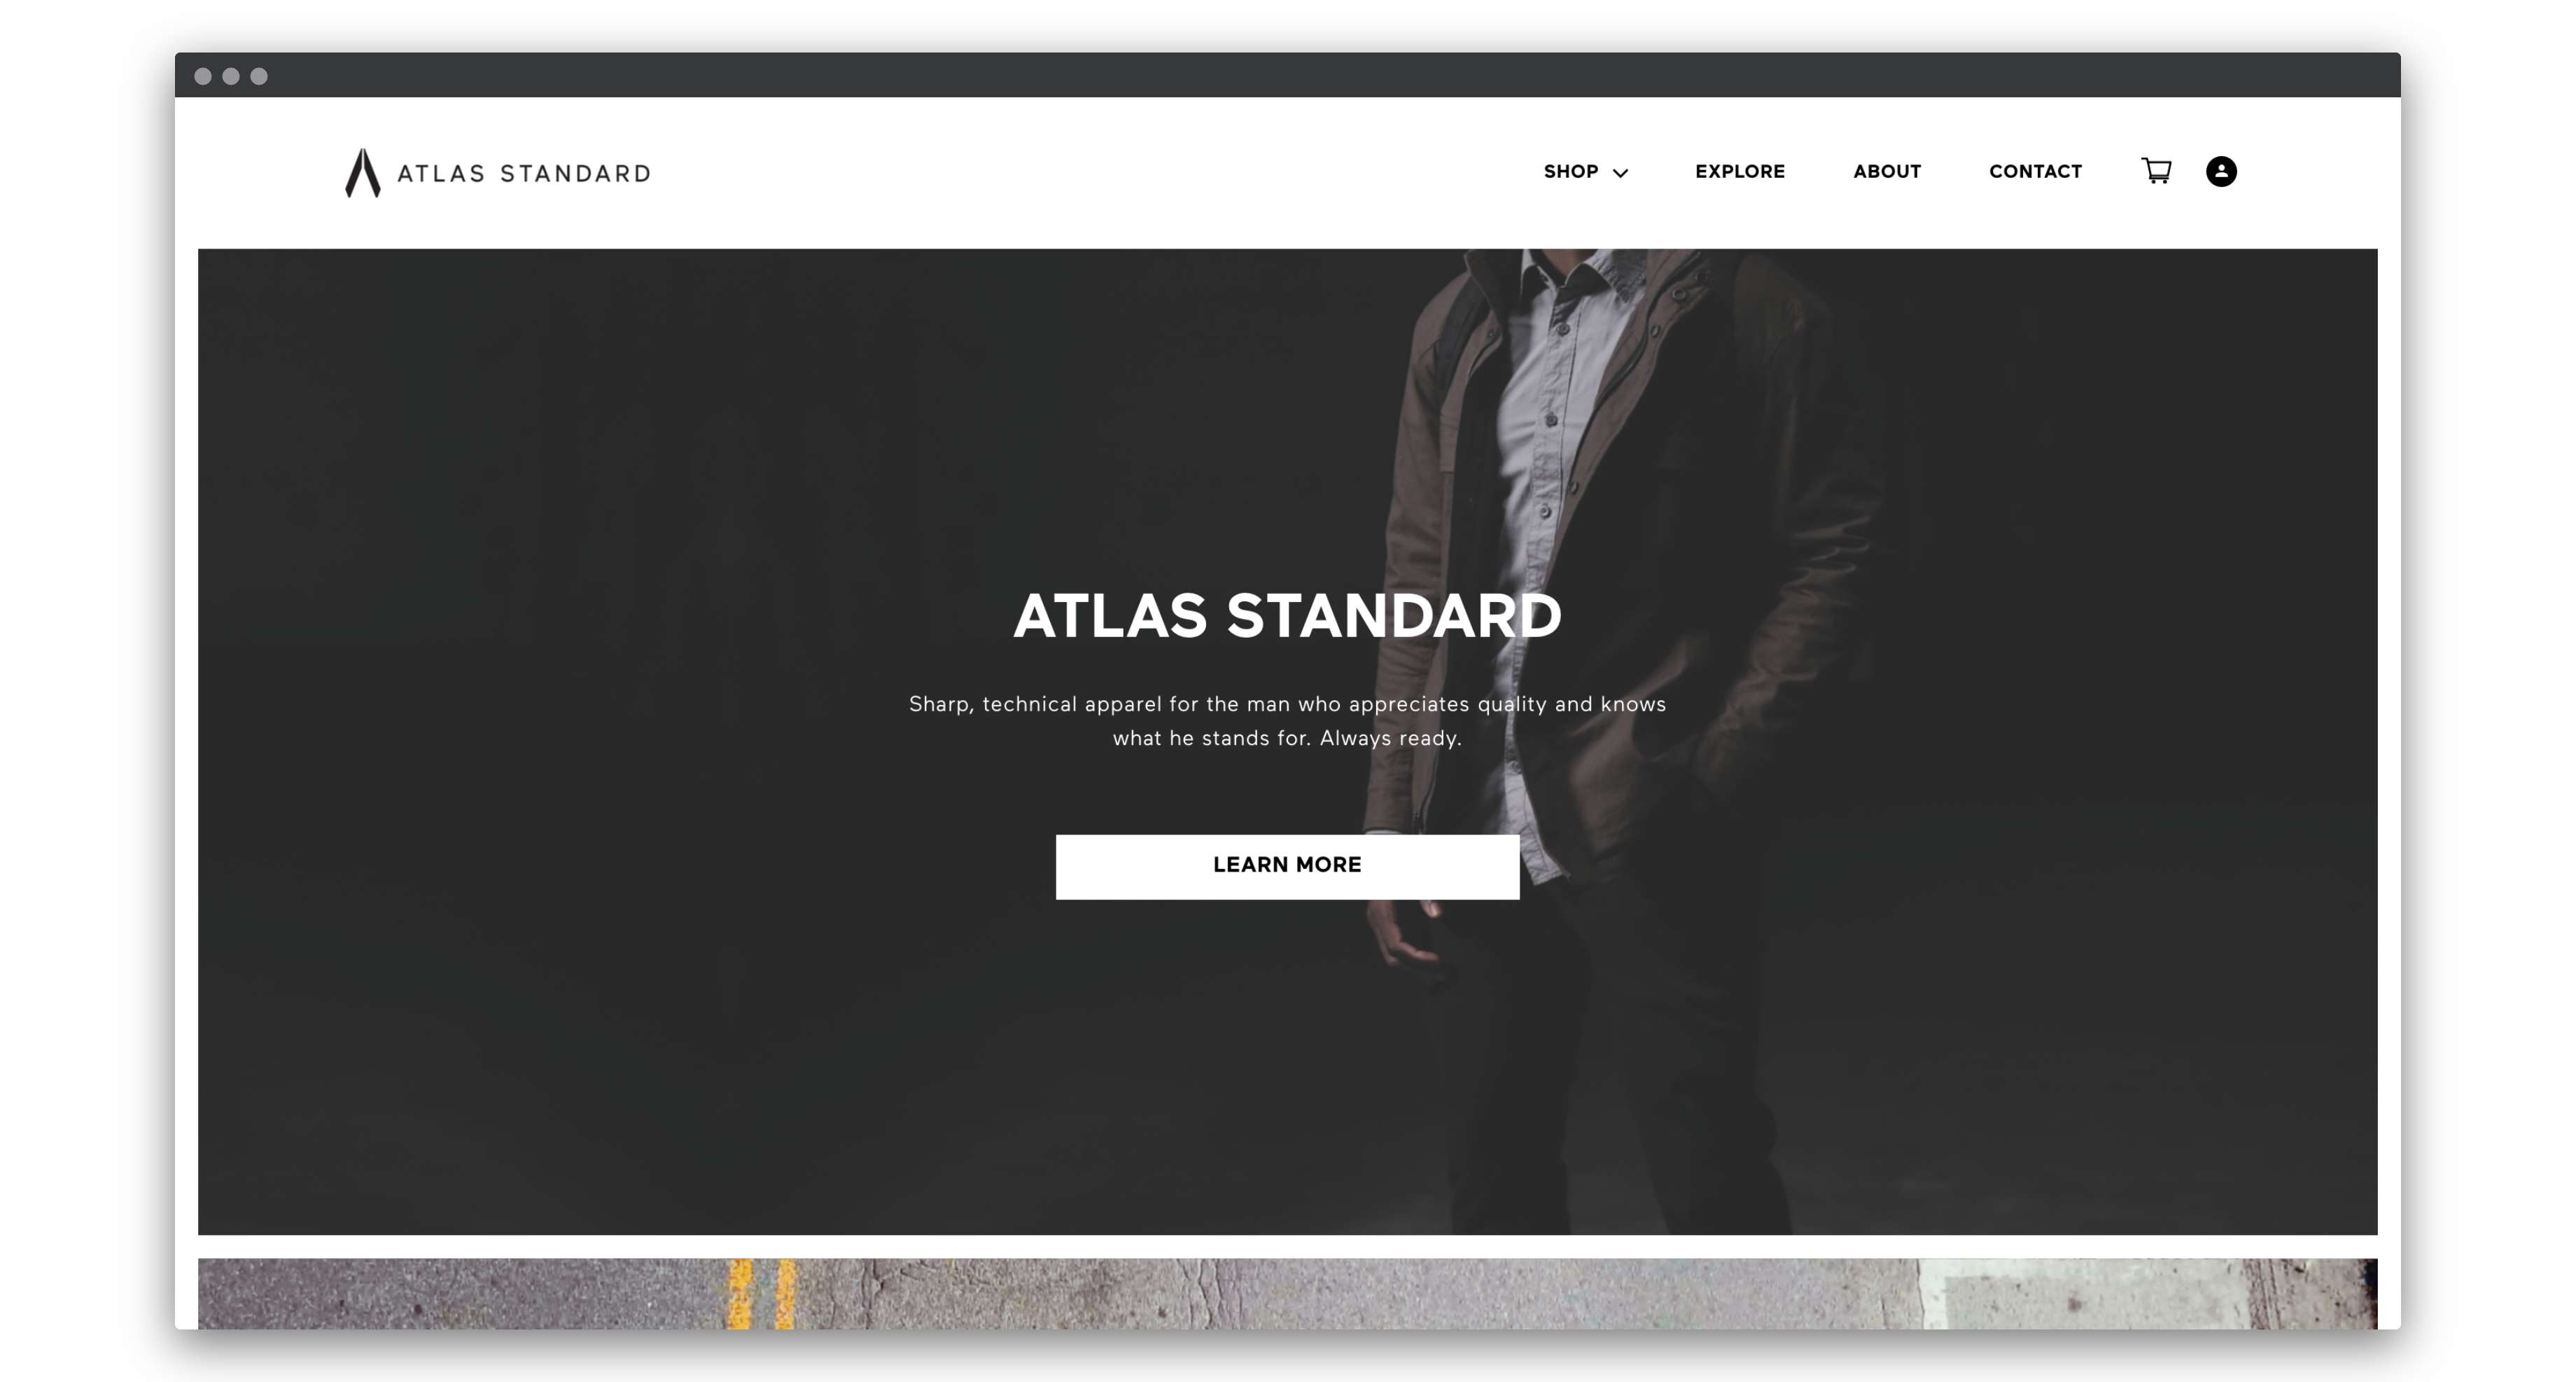 ATLAS STANDARD
SHOP EXPLORE ABOUT CONTACT
ATLAS STANDARD
Sharp, technical apparel for the man who appreciates quality and knows
what he stands for. Always ready.
LEARN MORE